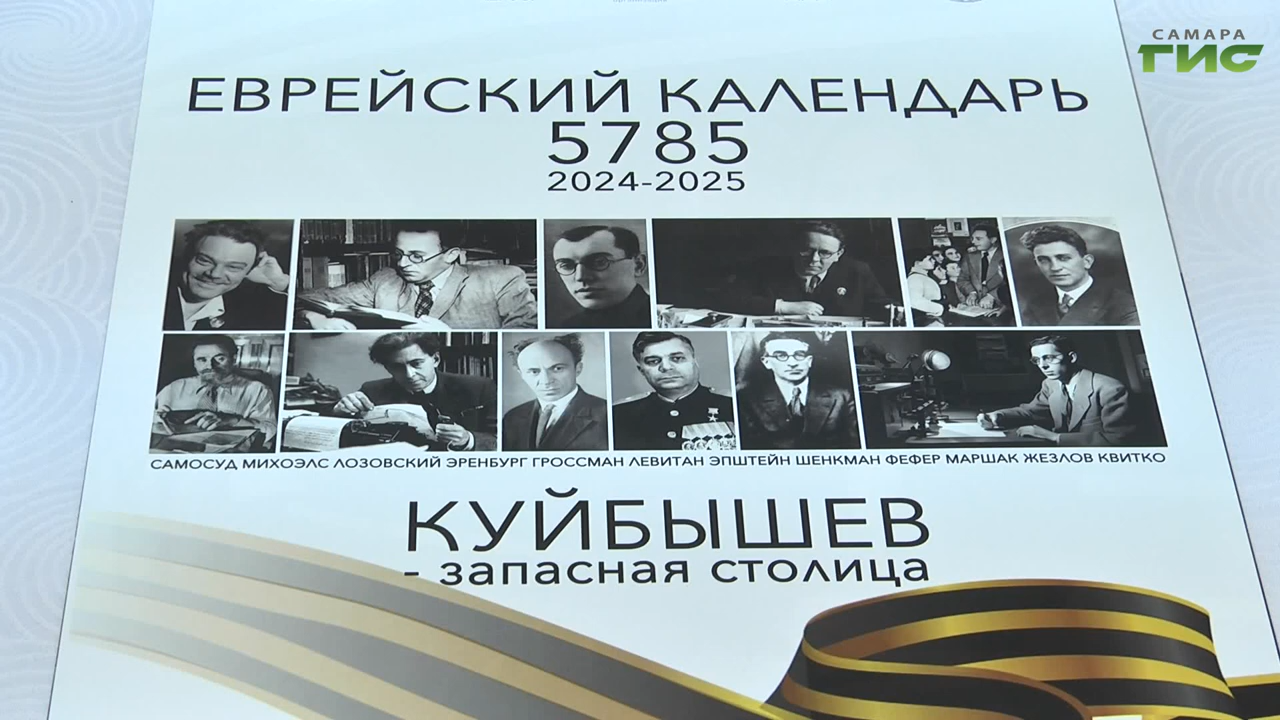 САМАРА
ГИС
ЕВРЕЙСКИЙ КАЛЕНДАРЬ
5785
2024-2025
САМОСУД МИХОЭЛС ЛОЗОВСКИЙ ЭРЕНБУРГ ГРОССМАН ЛЕВИТАН ЭПШТЕЙН ШЕНКМАН ФЕФЕР МАРШАК ЖЕЗЛОВ КВИТКО
КУЙБЫШЕВ
- запасная столица